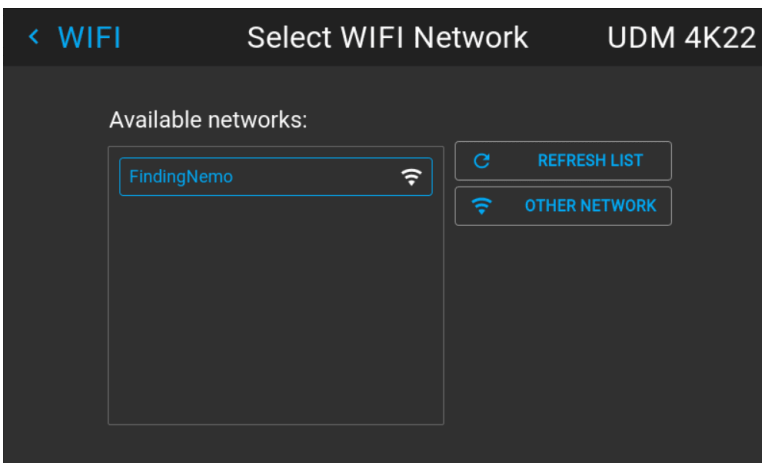 WIFI
Select WIFI Network
UDM 4K22
Available networks:
FindingNemo
REFRESH LIST
OTHER NETWORK